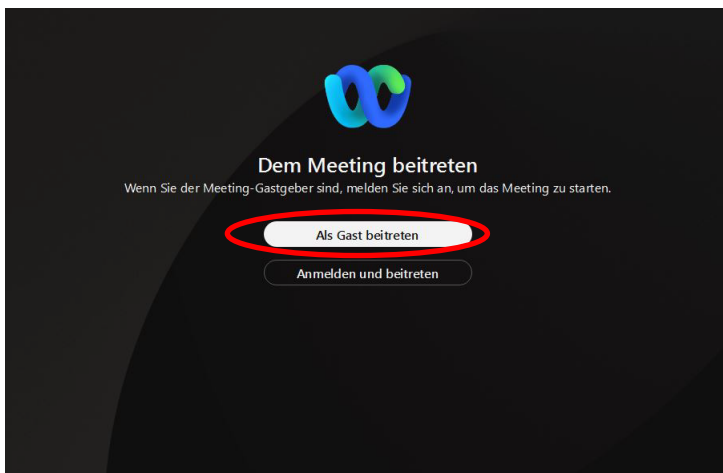 Dem Meeting beitreten
Wenn Sie der Meeting-Gastgeber sind, melden Sie sich an, um das Meeting zu starten.
Als Gast beitreten
Anmelden und beitreten